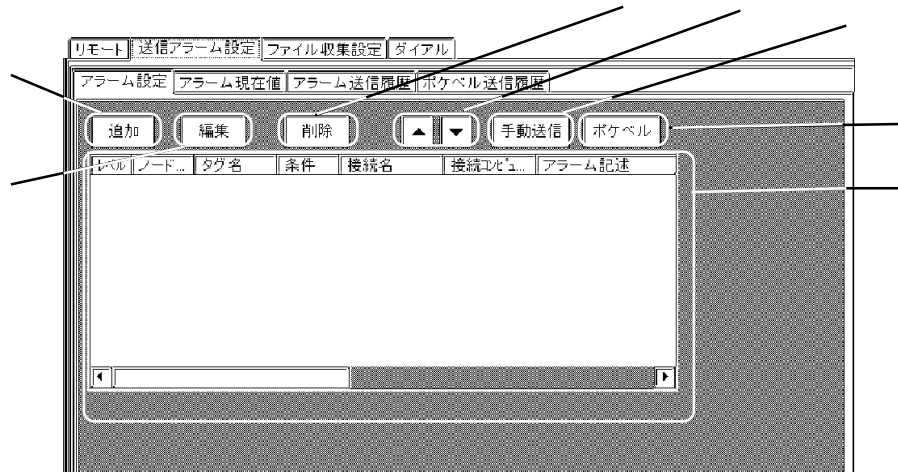 リモート 送信アラーム設定 ファイル収集設定 ダイアル
アラーム設定 アラーム現在値 アラーム送信履歴 ポケベル送信履歴
追加 編集 削除 ▲ ▼ 手動送信 ポケベル
レベル ノード... タグ名 条件 接続名 接続ｺﾝﾋﾟｭ... アラーム記述